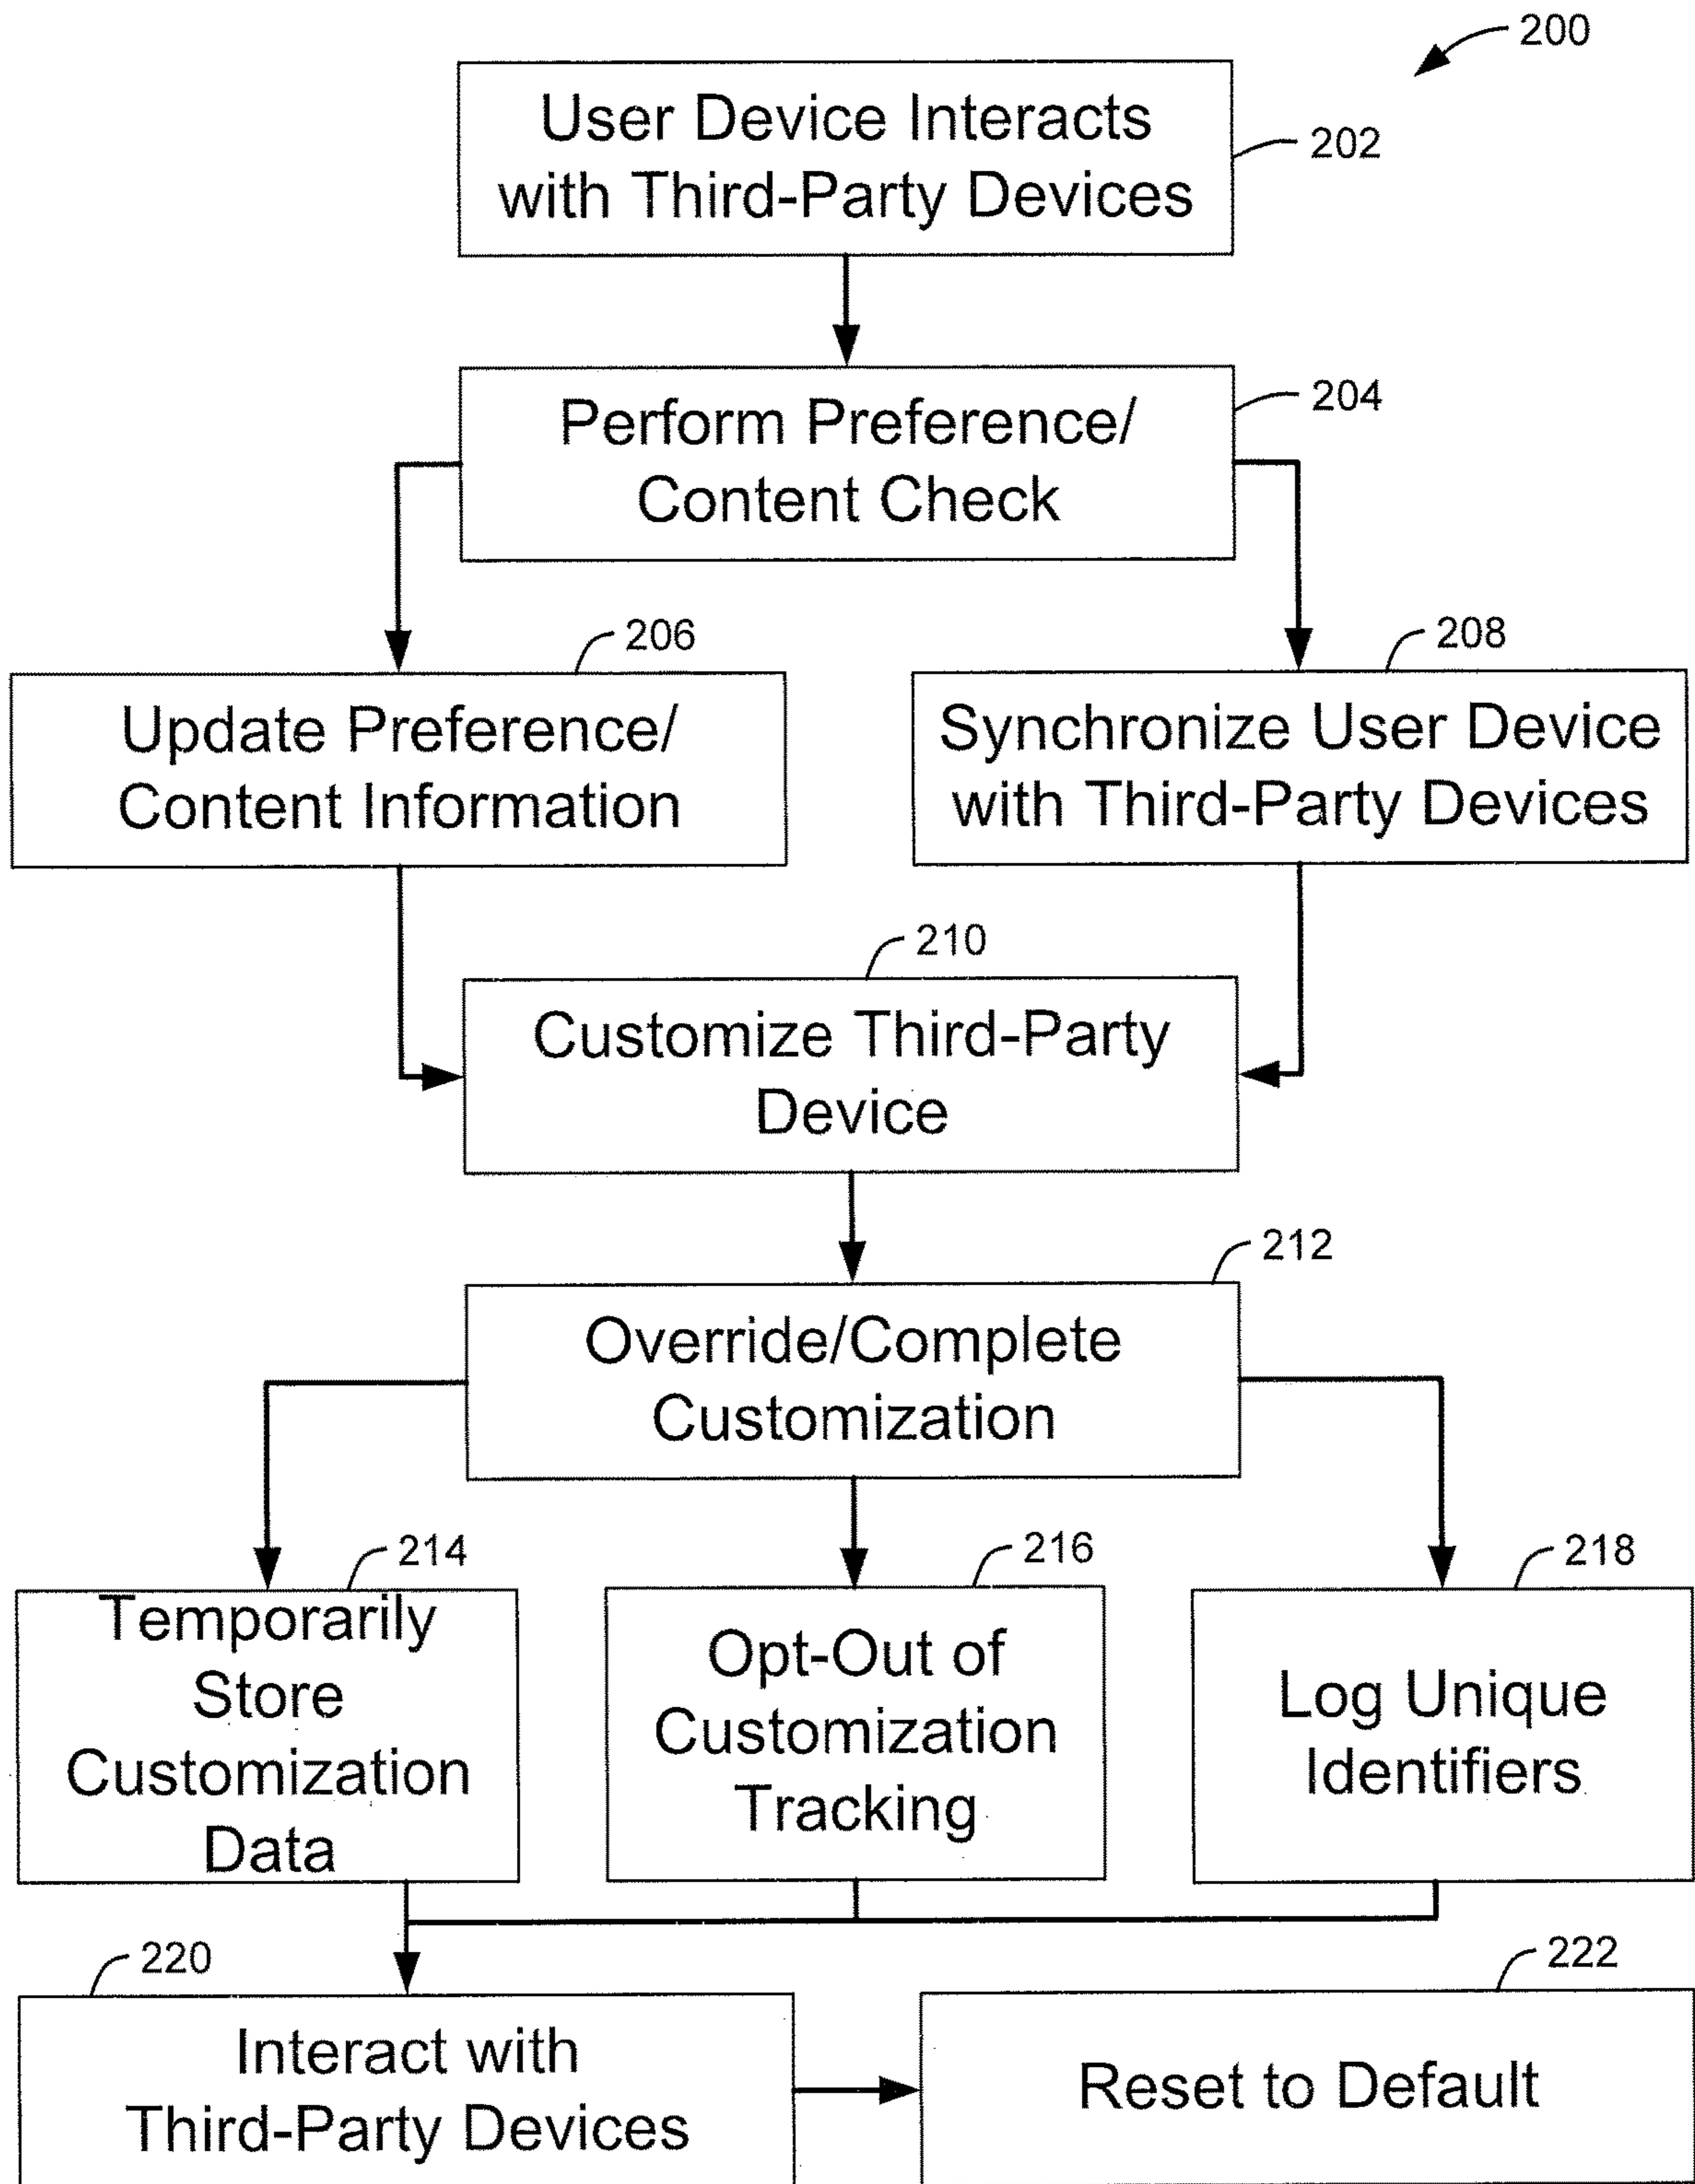 200
User Device Interacts
with Third-Party Devices
202
Perform Preference/
Content Check
204
206
Update Preference/
Content Information
208
Synchronize User Device
with Third-Party Devices
210
Customize Third-Party
Device
212
Override/Complete
Customization
214
Temporarily
Store
Customization
Data
216
Opt-Out of
Customization
Tracking
218
Log Unique
Identifiers
220
Interact with
Third-Party Devices
222
Reset to Default